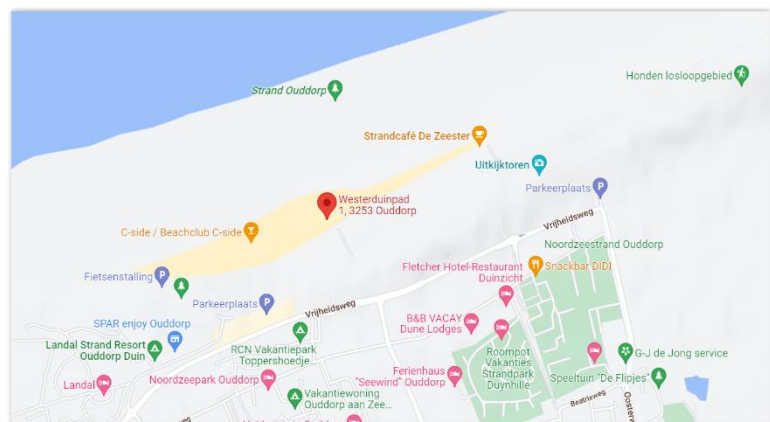 Honden losloopgebied
Strand Ouddorp
Strandcafé De Zeester
Uitkijktoren
Parkeerplaats
Westerduinpad
1, 3253 Ouddorp
Vrijheidsweg
C-side / Beachclub C-side
Noordzeestrand Ouddorp
Fletcher Hotel-Restaurant
Duinzicht
Snackbar DIDI
Fietsenstalling
Parkeerplaats
Vrijheidsweg
SPAR enjoy Ouddorp
B&B VACAY
Dune Lodges
Landal Strand Resort
Ouddorp Duin
RCN Vakantiepark
Toppershoedje...
Roompot
Vakanties
Strandpark
Duynhille
G-J de Jong service
Landal
Noordzeepark Ouddorp
Ferienhaus
"Seewind" Ouddorp
Speeltuin "De Flipjes"
Vakantiewoning
Ouddorp aan Zee...
Beatrixweg